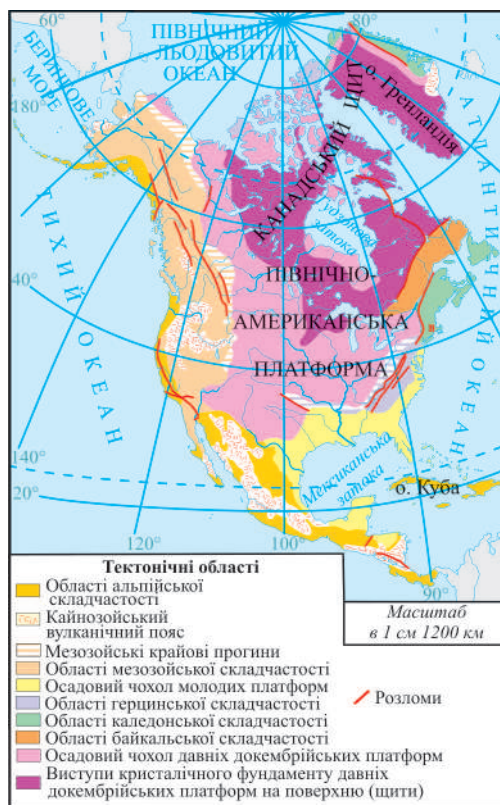 80°
ПІВНІЧНИЙ
ЛЬОДОВИТИЙ
ОКЕАН
БЕРИНГОВЕ
МОРЕ
180°
о. Гренландія
КАНАДСЬКИЙ ЩИТ
АТЛАНТИЧНИЙ ОКЕАН
Гудзонова
затока
ТИХИЙ ОКЕАН
40°
ПІВНІЧНО-
АМЕРИКАНСЬКА
ПЛАТФОРМА
140°
20°
Мексиканська
затока
о. Куба
120°
100°
90°
Тектонічні області
Області альпійської
складчастості
Кайнозойський
вулканічний пояс
Мезозойські крайові прогини
Області мезозойської складчастості
Осадовий чохол молодих платформ
Області герцинської складчастості
Області каледонської складчастості
Області байкальської складчастості
Осадовий чохол давніх докембрійських платформ
Виступи кристалічного фундаменту давніх
докембрійських платформ на поверхню (щити)
Розломи
Масштаб
в 1 см 1200 км